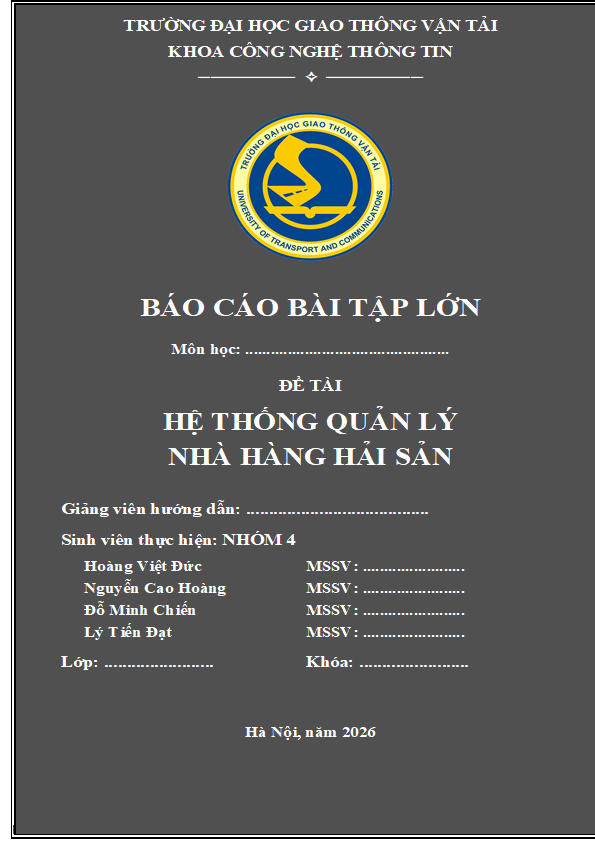 TRƯỜNG ĐẠI HỌC GIAO THÔNG VẬN TẢI
KHOA CÔNG NGHỆ THÔNG TIN
TRƯỜNG ĐẠI HỌC GIAO THÔNG VẬN TẢI
UNIVERSITY OF TRANSPORT AND COMMUNICATIONS
BÁO CÁO BÀI TẬP LỚN
Môn học: ................................................
ĐỀ TÀI
HỆ THỐNG QUẢN LÝ
NHÀ HÀNG HẢI SẢN
Giảng viên hướng dẫn: ........................................
Sinh viên thực hiện: NHÓM 4
Hoàng Việt Đức MSSV: ........................
Nguyễn Cao Hoàng MSSV: ........................
Đỗ Minh Chiến MSSV: ........................
Lý Tiến Đạt MSSV: ........................
Lớp: ........................ Khóa: ........................
Hà Nội, năm 2026